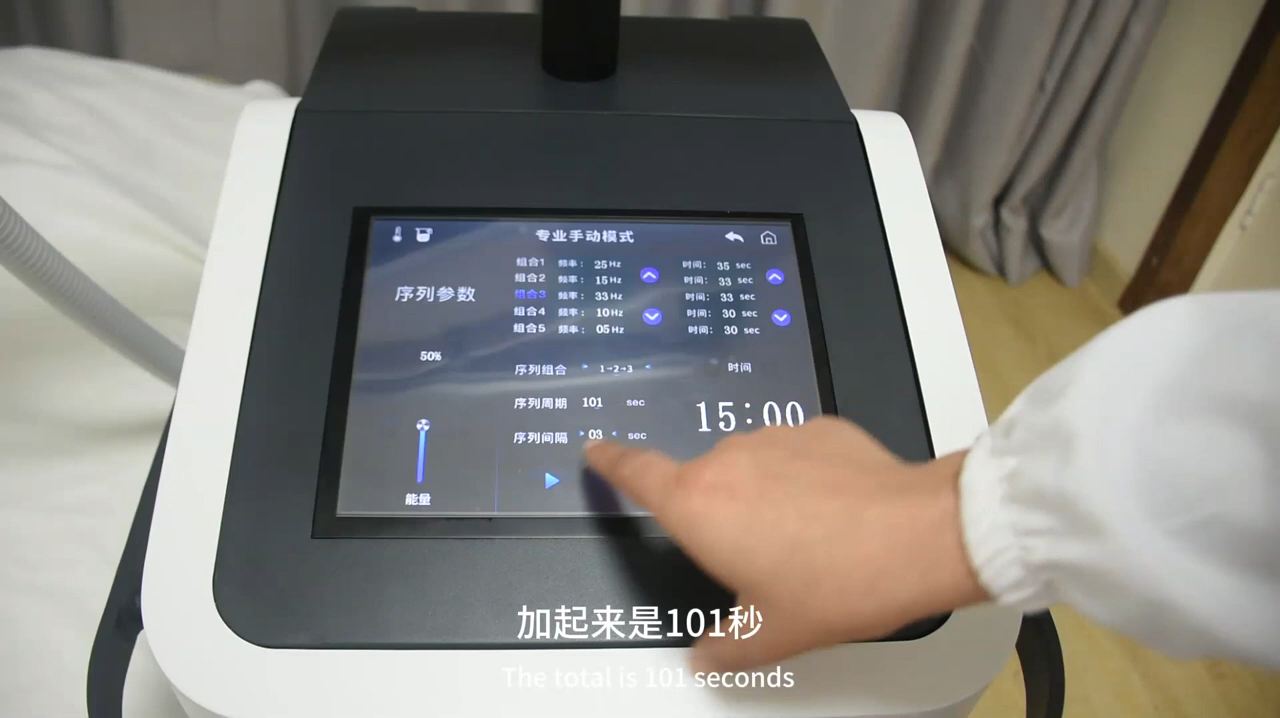 专业手动模式
序列参数
50%
能量
组合1 频率: 25 Hz 时间: 35 sec
组合2 频率: 15 Hz 时间: 33 sec
组合3 频率: 33 Hz 时间: 33 sec
组合4 频率: 10 Hz 时间: 30 sec
组合5 频率: 05 Hz 时间: 30 sec
序列组合 1-2-3
序列周期 101 sec
序列间隔 03 sec
时间
15:00
加起来是101秒
The total is 101 seconds